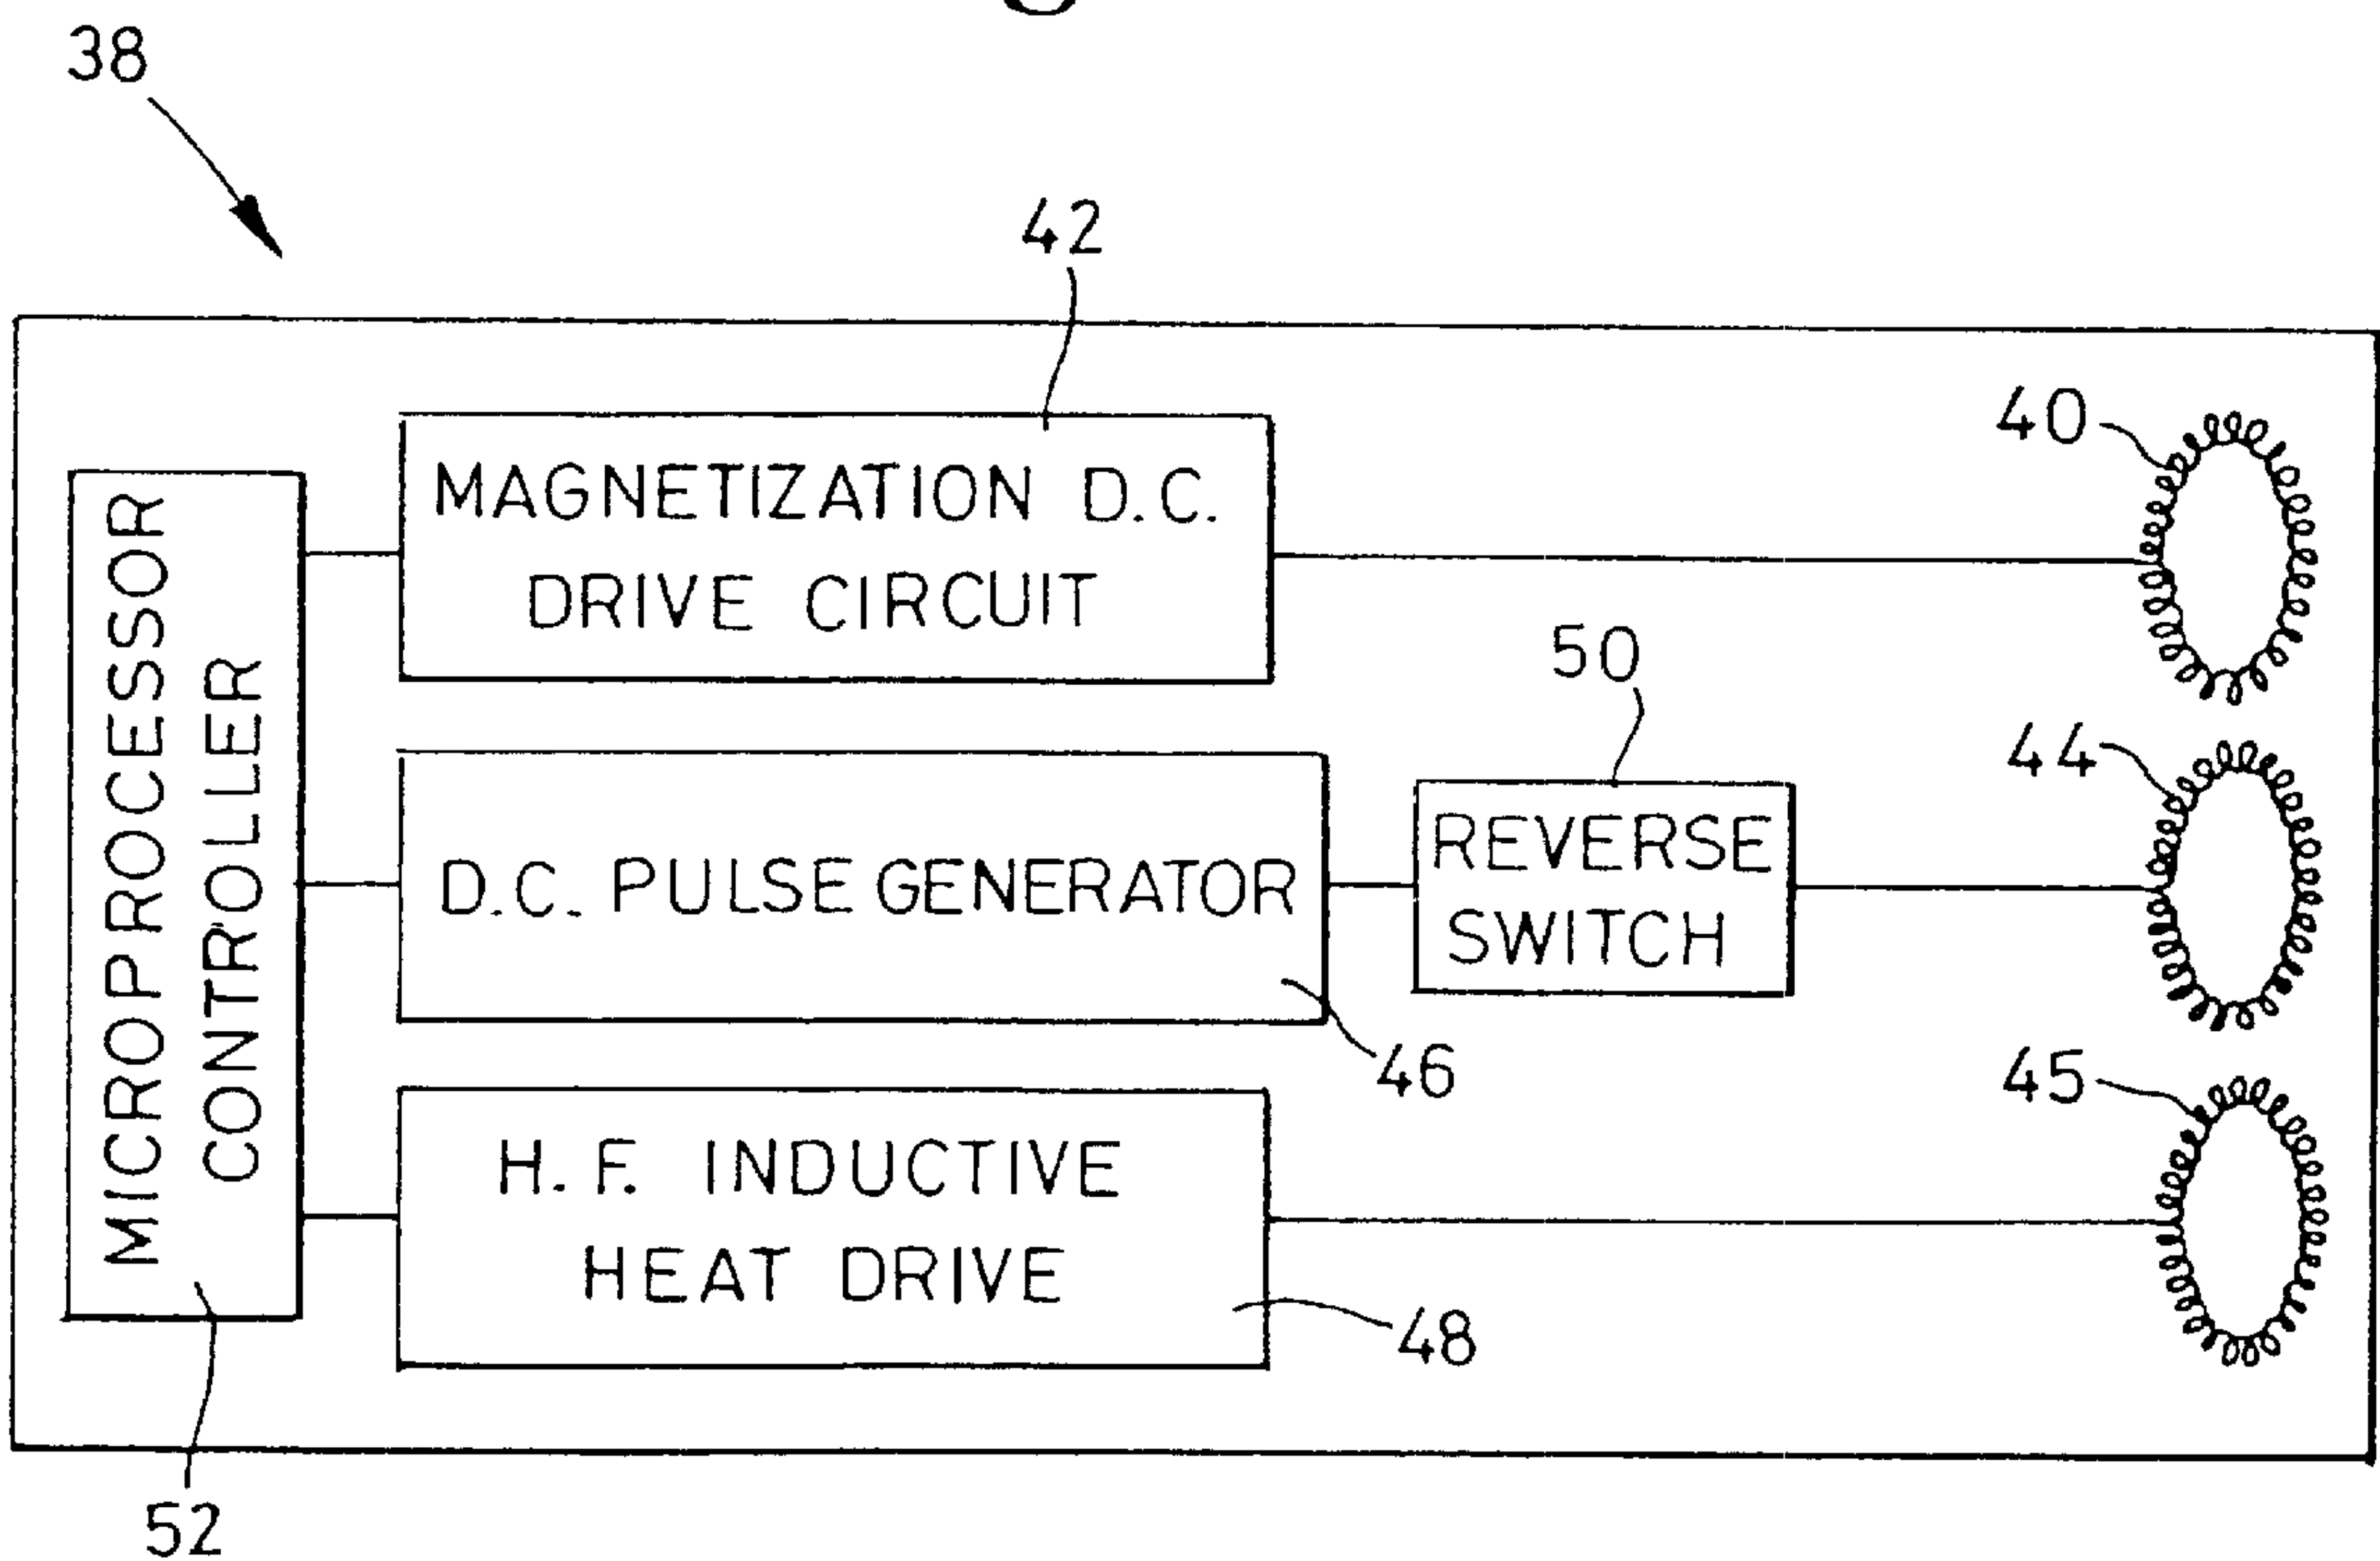 38
42
MAGNETIZATION D.C.
DRIVE CIRCUIT
40
50
MICROPROCESSOR
CONTROLLER
D.C. PULSE GENERATOR
REVERSE
SWITCH
44
46
45
H.F. INDUCTIVE
HEAT DRIVE
48
52